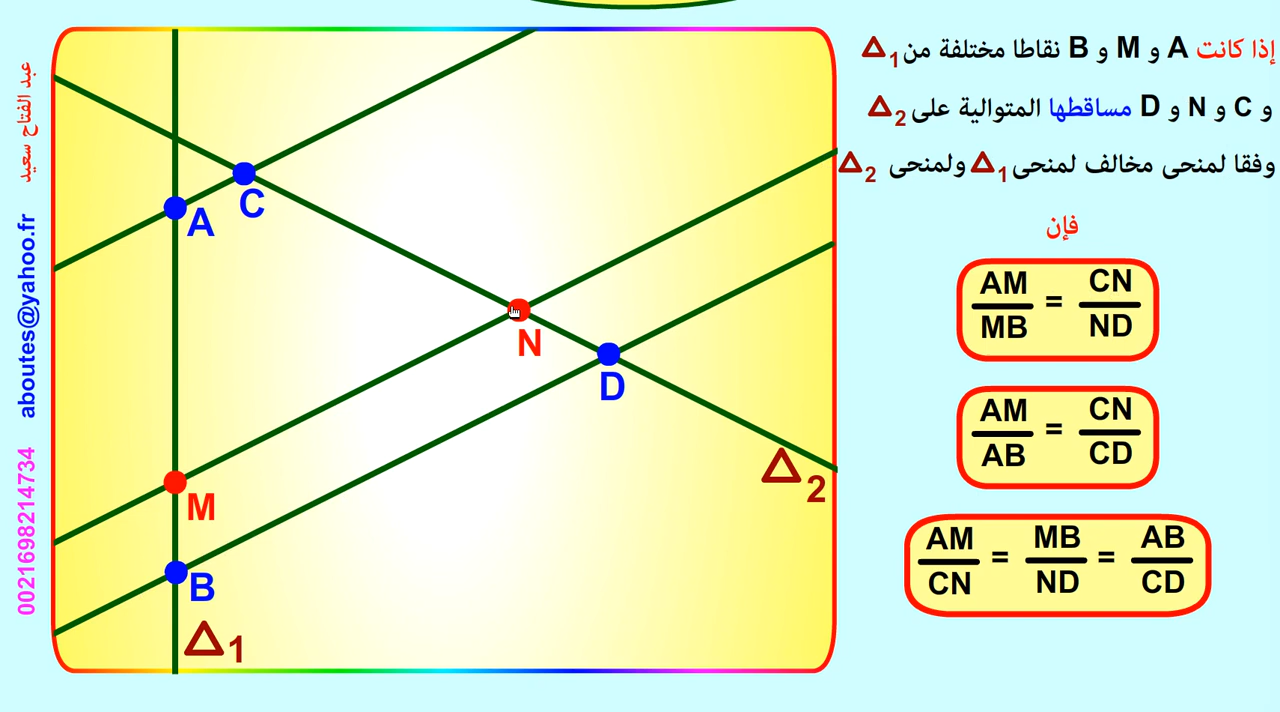 إذا كانت A و M و B نقاطا مختلفة من Δ1
و C و N و D مساقطها المتوالية على Δ2
وفقا لمنحى مخالف لمنحى Δ1 ولمنحى Δ2
فإن
AM/MB = CN/ND
AM/AB = CN/CD
AM/CN = MB/ND = AB/CD
C
A
N
D
Δ2
M
B
Δ1
عبد الفتاح سعيد
aboutes@yahoo.fr
0021698214734